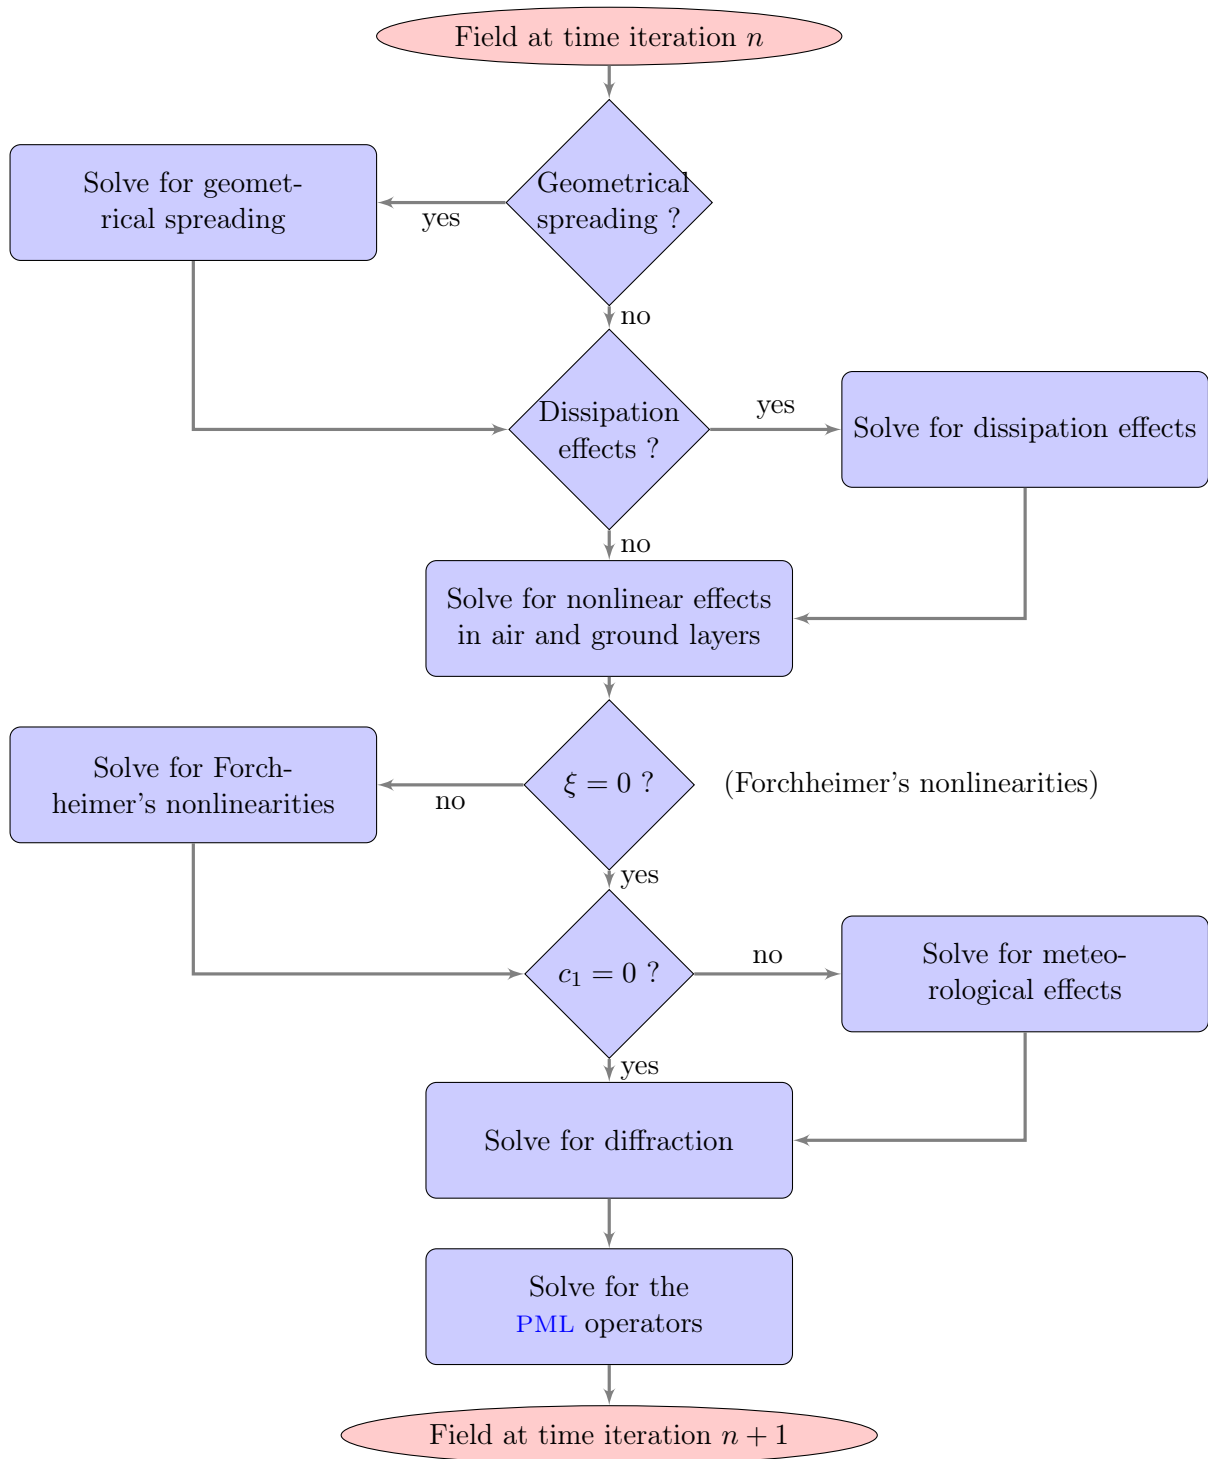 Field at time iteration n
Geometrical
spreading ?
Solve for geomet-
rical spreading
yes
no
Dissipation
effects ?
yes
Solve for dissipation effects
no
Solve for nonlinear effects
in air and ground layers
Solve for Forch-
heimer's nonlinearities
no
ξ = 0 ?
(Forchheimer's nonlinearities)
yes
c₁ = 0 ?
no
Solve for meteo-
rological effects
yes
Solve for diffraction
Solve for the
PML operators
Field at time iteration n + 1